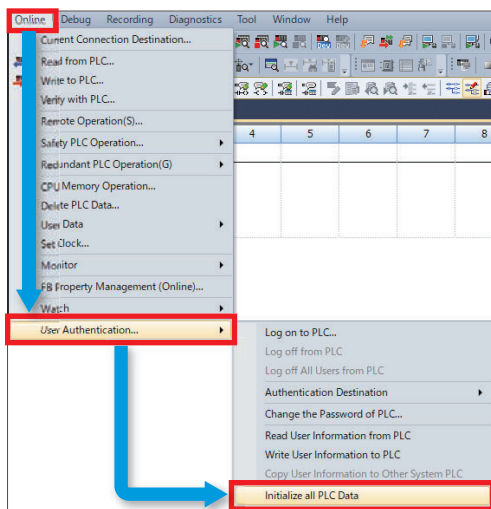 Online Debug Recording Diagnostics Tool Window Help
Current Connection Destination...
Read from PLC...
Write to PLC...
Verify with PLC...
Remote Operation(S)...
Safety PLC Operation...
Redundant PLC Operation(G)
CPU Memory Operation...
Delete PLC Data...
User Data
Set Clock...
Monitor
FB Property Management (Online)...
Watch
User Authentication...
4 5 6 7 8
Log on to PLC...
Log off from PLC
Log off All Users from PLC
Authentication Destination
Change the Password of PLC...
Read User Information from PLC
Write User Information to PLC
Copy User Information to Other System PLC
Initialize all PLC Data